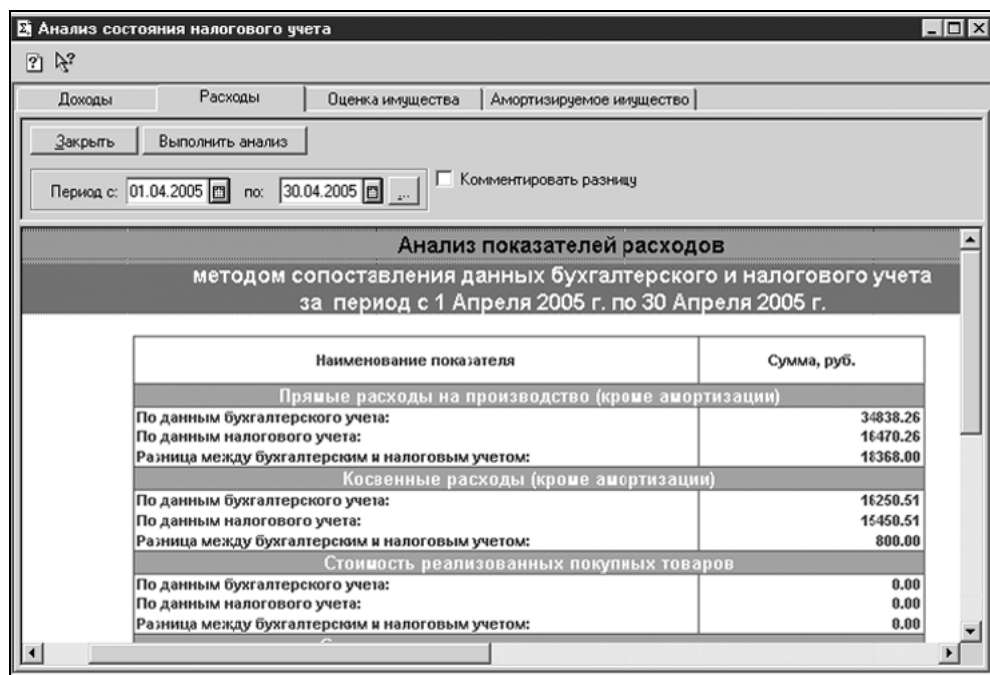 Анализ состояния налогового учета
Доходы Расходы Оценка имущества Амортизируемое имущество
Закрыть Выполнить анализ
Период с: 01.04.2005 по: 30.04.2005 ... Комментировать разницу
Анализ показателей расходов
методом сопоставления данных бухгалтерского и налогового учета
за период с 1 Апреля 2005 г. по 30 Апреля 2005 г.
Наименование показателя Сумма, руб.
Прямые расходы на производство (кроме амортизации)
По данным бухгалтерского учета: 34838.26
По данным налогового учета: 16470.26
Разница между бухгалтерским и налоговым учетом: 18368.00
Косвенные расходы (кроме амортизации)
По данным бухгалтерского учета: 16250.51
По данным налогового учета: 15450.51
Разница между бухгалтерским и налоговым учетом: 800.00
Стоимость реализованных покупных товаров
По данным бухгалтерского учета: 0.00
По данным налогового учета: 0.00
Разница между бухгалтерским и налоговым учетом: 0.00